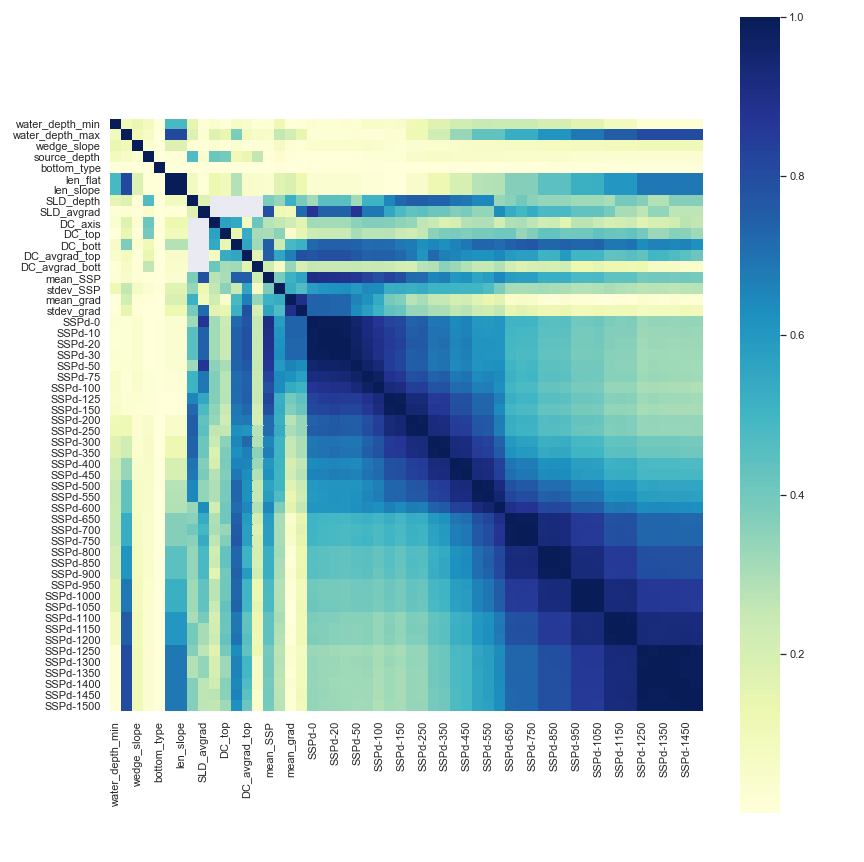 water_depth_min
water_depth_max
wedge_slope
source_depth
bottom_type
len_flat
len_slope
SLD_depth
SLD_avgrad
DC_axis
DC_top
DC_bott
DC_avgrad_top
DC_avgrad_bott
mean_SSP
stdev_SSP
mean_grad
stdev_grad
SSPd-0
SSPd-10
SSPd-20
SSPd-30
SSPd-50
SSPd-75
SSPd-100
SSPd-125
SSPd-150
SSPd-200
SSPd-250
SSPd-300
SSPd-350
SSPd-400
SSPd-450
SSPd-500
SSPd-550
SSPd-600
SSPd-650
SSPd-700
SSPd-750
SSPd-800
SSPd-850
SSPd-900
SSPd-950
SSPd-1000
SSPd-1050
SSPd-1100
SSPd-1150
SSPd-1200
SSPd-1250
SSPd-1300
SSPd-1350
SSPd-1400
SSPd-1450
SSPd-1500
water_depth_min
wedge_slope
bottom_type
len_slope
SLD_avgrad
DC_top
DC_avgrad_top
mean_SSP
mean_grad
SSPd-0
SSPd-20
SSPd-50
SSPd-100
SSPd-150
SSPd-250
SSPd-350
SSPd-450
SSPd-550
SSPd-650
SSPd-750
SSPd-850
SSPd-950
SSPd-1050
SSPd-1150
SSPd-1250
SSPd-1350
SSPd-1450
1.0
0.8
0.6
0.4
0.2